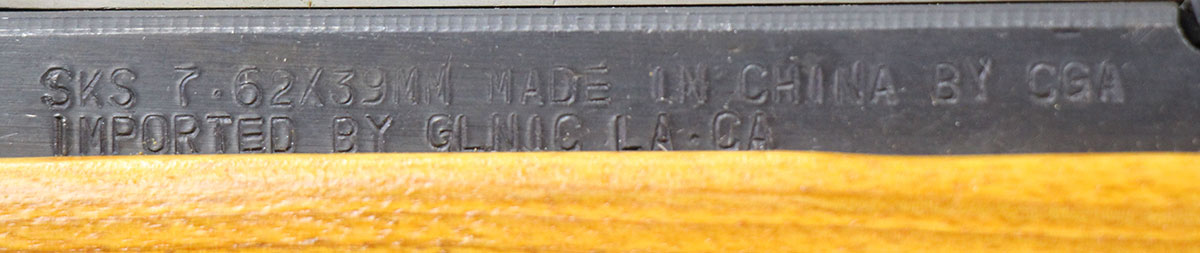 SKS 7.62X39MM MADE IN CHINA BY CGA
IMPORTED BY GLNIC LA.CA